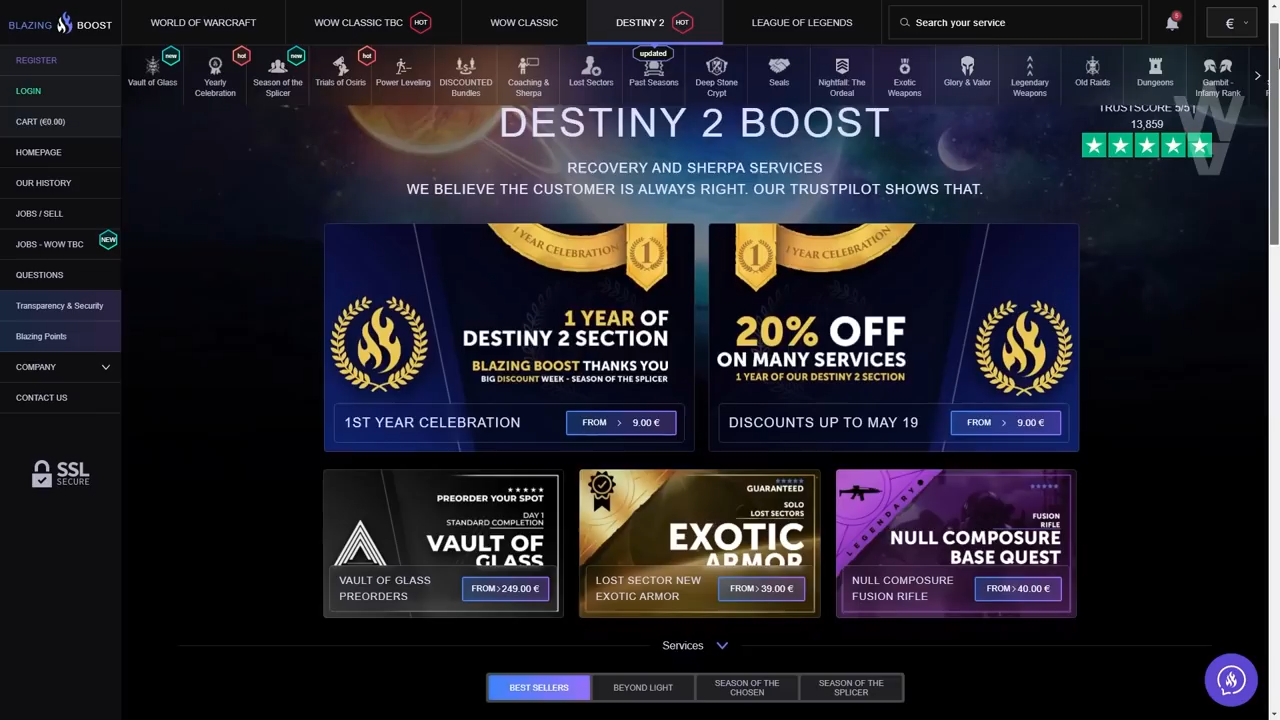 BLAZING BOOST
WORLD OF WARCRAFT
WOW CLASSIC TBC HOT
WOW CLASSIC
DESTINY 2 HOT
LEAGUE OF LEGENDS
Search your service
5
€
REGISTER
LOGIN
CART (€0.00)
HOMEPAGE
OUR HISTORY
JOBS / SELL
JOBS - WOW TBC NEW
QUESTIONS
Transparency & Security
Blazing Points
COMPANY
CONTACT US
SSL
SECURE
new
Vault of Glass
hot
Yearly
Celebration
new
Season of the
Splicer
hot
Trials of Osiris
Power Leveling
DISCOUNTED
Bundles
Coaching &
Sherpa
Lost Sectors
updated
Past Seasons
Deep Stone
Crypt
Seals
Nightfall: The
Ordeal
Exotic
Weapons
Glory & Valor
Legendary
Weapons
Old Raids
Dungeons
Gambit -
Infamy Rank
DESTINY 2 BOOST
RECOVERY AND SHERPA SERVICES
WE BELIEVE THE CUSTOMER IS ALWAYS RIGHT. OUR TRUSTPILOT SHOWS THAT.
TRUSTSCORE 5/5 |
13,859
W
1 YEAR CELEBRATION
1
1 YEAR OF
DESTINY 2 SECTION
BLAZING BOOST THANKS YOU
BIG DISCOUNT WEEK - SEASON OF THE SPLICER
1ST YEAR CELEBRATION
FROM > 9.00 €
1 YEAR CELEBRATION
1
20% OFF
ON MANY SERVICES
1 YEAR OF OUR DESTINY 2 SECTION
DISCOUNTS UP TO MAY 19
FROM > 9.00 €
PREORDER YOUR SPOT
DAY 1
STANDARD COMPLETION
VAULT OF
GLASS
VAULT OF GLASS
PREORDERS
FROM > 249.00 €
GUARANTEED
SOLO
LOST SECTORS
EXOTIC
ARMOR
LOST SECTOR NEW
EXOTIC ARMOR
FROM > 39.00 €
LEGENDARY
FUSION
RIFLE
NULL COMPOSURE
BASE QUEST
NULL COMPOSURE
FUSION RIFLE
FROM > 40.00 €
Services
BEST SELLERS
BEYOND LIGHT
SEASON OF THE
CHOSEN
SEASON OF THE
SPLICER